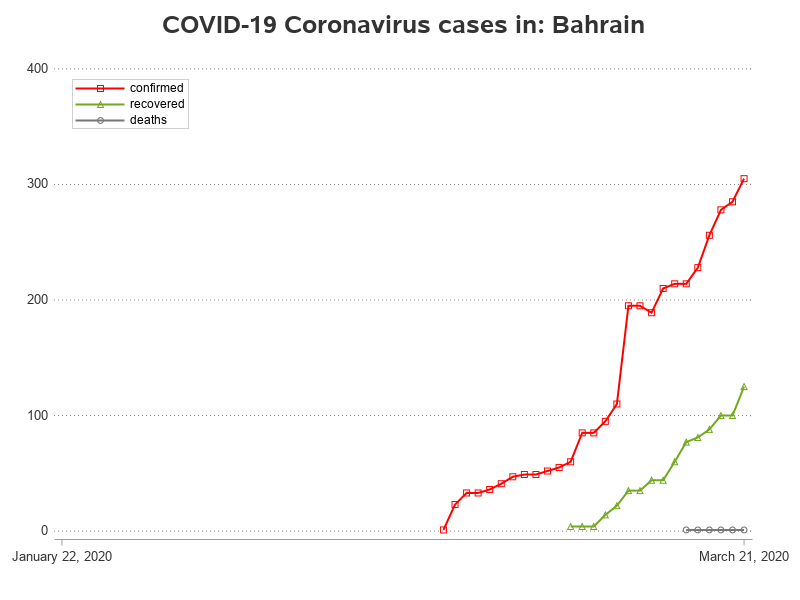 COVID-19 Coronavirus cases in: Bahrain
400
confirmed
recovered
deaths
300
200
100
0
January 22, 2020
March 21, 2020